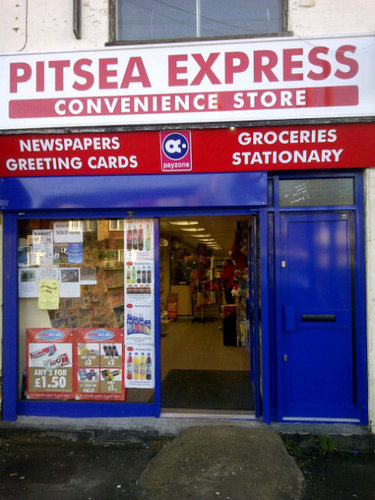 PITSEA EXPRESS
CONVENIENCE STORE
NEWSPAPERS
GREETING CARDS
payzone
GROCERIES
STATIONARY
ANY 2 FOR
£1.50